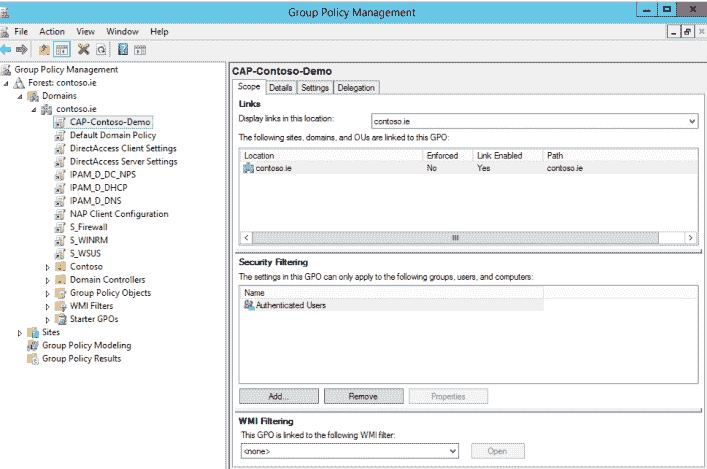 Group Policy Management
File Action View Window Help
Group Policy Management
Forest: contoso.ie
Domains
contoso.ie
CAP-Contoso-Demo
Default Domain Policy
DirectAccess Client Settings
DirectAccess Server Settings
IPAM_D_DC_NPS
IPAM_D_DHCP
IPAM_D_DNS
NAP Client Configuration
S_Firewall
S_WINRM
S_WSUS
Contoso
Domain Controllers
Group Policy Objects
WMI Filters
Starter GPOs
Sites
Group Policy Modeling
Group Policy Results
CAP-Contoso-Demo
Scope Details Settings Delegation
Links
Display links in this location: contoso.ie
The following sites, domains, and OUs are linked to this GPO:
Location Enforced Link Enabled Path
contoso.ie No Yes contoso.ie
Security Filtering
The settings in this GPO can only apply to the following groups, users, and computers:
Name
Authenticated Users
Add... Remove Properties
WMI Filtering
This GPO is linked to the following WMI filter:
<none> Open